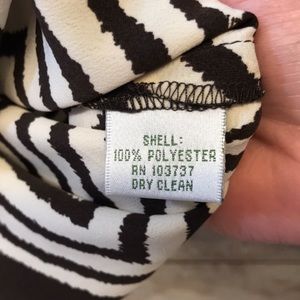 SHELL:
100% POLYESTER
RN 103737
DRY CLEAN